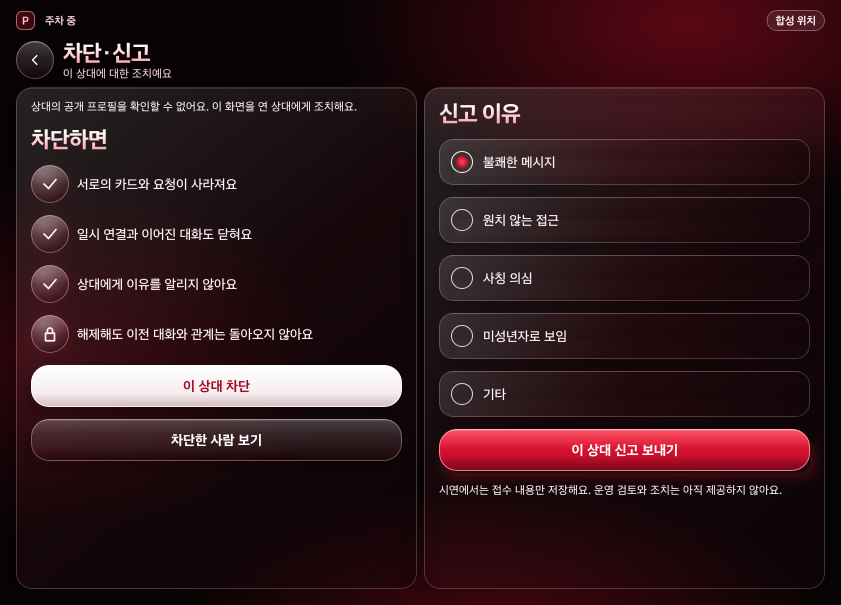 P 주차 중
합성 위치
차단·신고
이 상대에 대한 조치예요
상대의 공개 프로필을 확인할 수 없어요. 이 화면을 연 상대에게 조치해요.
차단하면
서로의 카드와 요청이 사라져요
일시 연결과 이어진 대화도 닫혀요
상대에게 이유를 알리지 않아요
해제해도 이전 대화와 관계는 돌아오지 않아요
이 상대 차단
차단한 사람 보기
신고 이유
불쾌한 메시지
원치 않는 접근
사칭 의심
미성년자로 보임
기타
이 상대 신고 보내기
시연에서는 접수 내용만 저장해요. 운영 검토와 조치는 아직 제공하지 않아요.